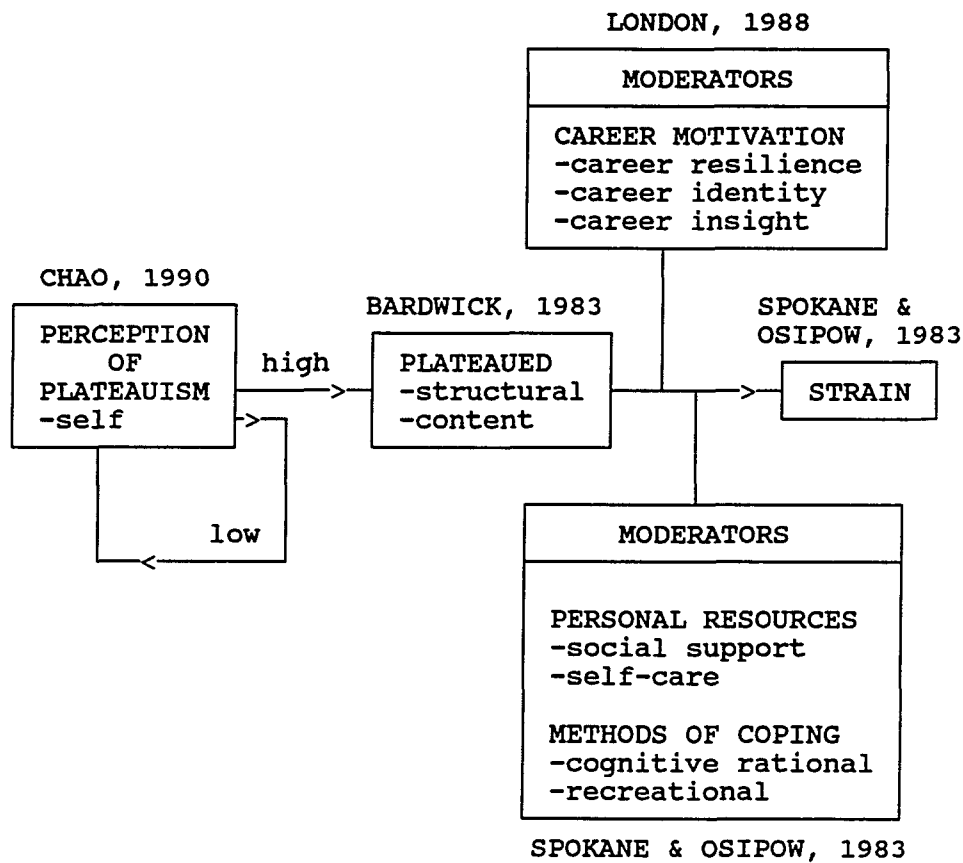 LONDON, 1988
MODERATORS
CAREER MOTIVATION
-career resilience
-career identity
-career insight
CHAO, 1990
PERCEPTION
OF
PLATEAUISM
-self
high
low
BARDWICK, 1983
PLATEAUED
-structural
-content
SPOKANE &
OSIPOW, 1983
STRAIN
MODERATORS
PERSONAL RESOURCES
-social support
-self-care
METHODS OF COPING
-cognitive rational
-recreational
SPOKANE & OSIPOW, 1983